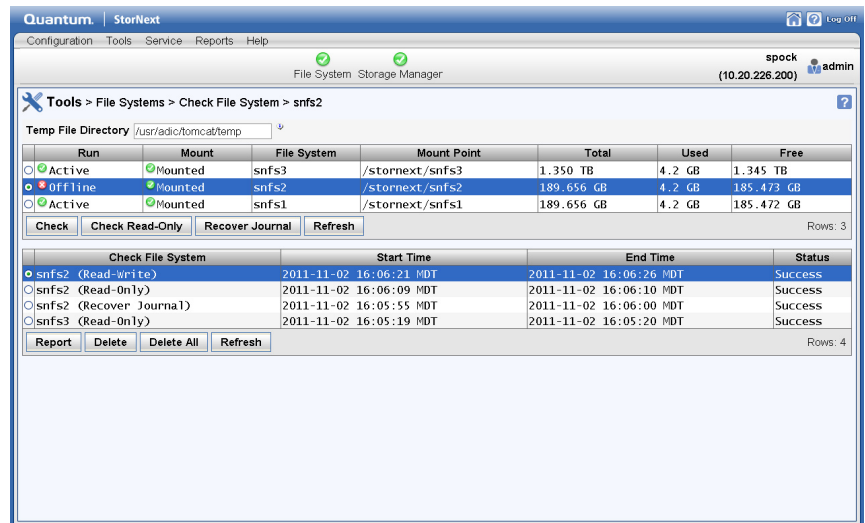 Quantum. StorNext Log Off
Configuration Tools Service Reports Help
File System Storage Manager
spock
(10.20.226.200)
admin
Tools > File Systems > Check File System > snfs2 ?
Temp File Directory /usr/adic/tomcat/temp
Run Mount File System Mount Point Total Used Free
Active Mounted snfs3 /stornext/snfs3 1.350 TB 4.2 GB 1.345 TB
Offline Mounted snfs2 /stornext/snfs2 189.656 GB 4.2 GB 185.473 GB
Active Mounted snfs1 /stornext/snfs1 189.656 GB 4.2 GB 185.472 GB
Check Check Read-Only Recover Journal Refresh Rows: 3
Check File System Start Time End Time Status
snfs2 (Read-Write) 2011-11-02 16:06:21 MDT 2011-11-02 16:06:26 MDT Success
snfs2 (Read-Only) 2011-11-02 16:06:09 MDT 2011-11-02 16:06:10 MDT Success
snfs2 (Recover Journal) 2011-11-02 16:05:55 MDT 2011-11-02 16:06:00 MDT Success
snfs3 (Read-Only) 2011-11-02 16:05:19 MDT 2011-11-02 16:05:20 MDT Success
Report Delete Delete All Refresh Rows: 4